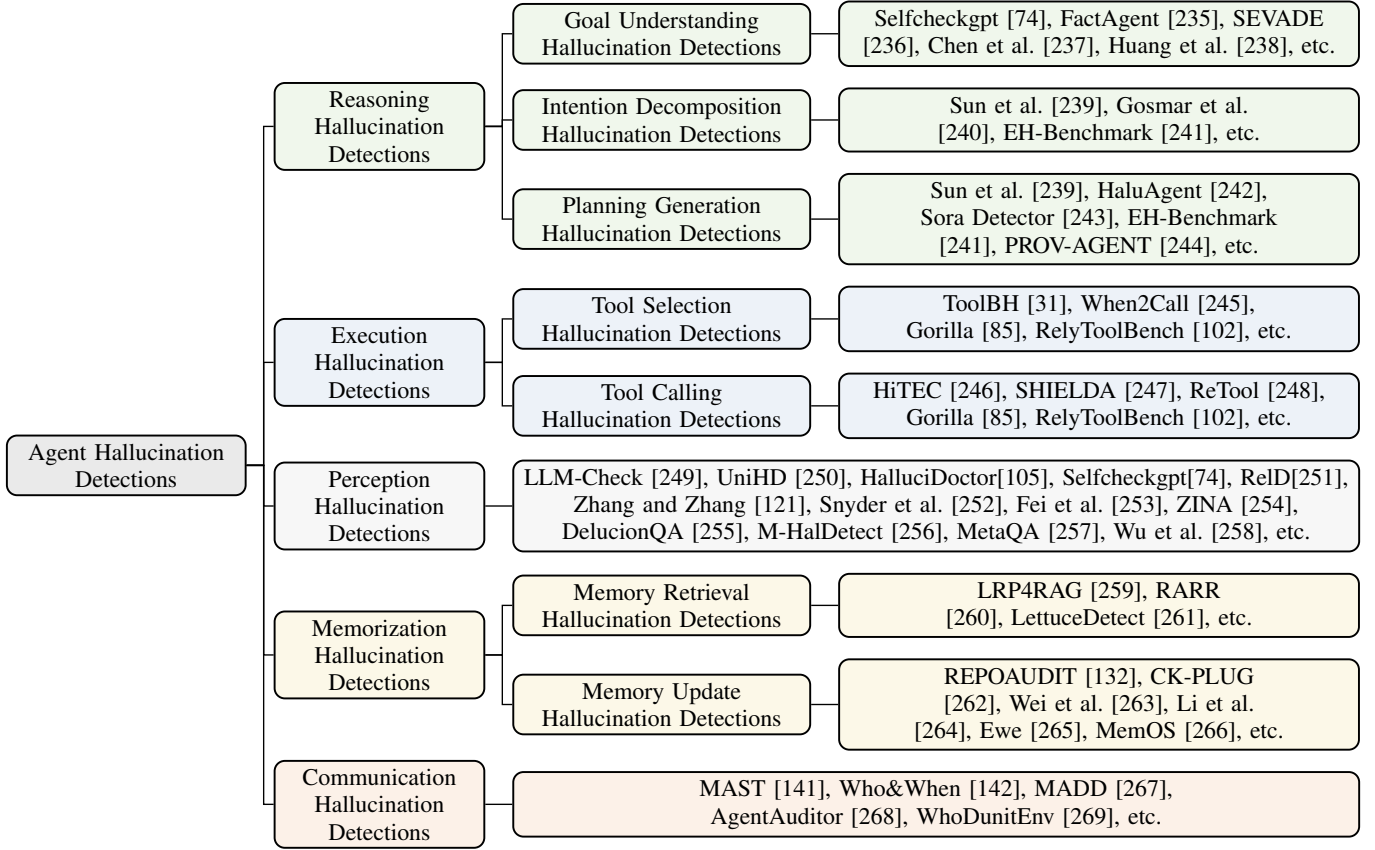 Agent Hallucination
Detections
Reasoning
Hallucination
Detections
Goal Understanding
Hallucination Detections
Selfcheckgpt [74], FactAgent [235], SEVADE
[236], Chen et al. [237], Huang et al. [238], etc.
Intention Decomposition
Hallucination Detections
Sun et al. [239], Gosmar et al.
[240], EH-Benchmark [241], etc.
Planning Generation
Hallucination Detections
Sun et al. [239], HaluAgent [242],
Sora Detector [243], EH-Benchmark
[241], PROV-AGENT [244], etc.
Execution
Hallucination
Detections
Tool Selection
Hallucination Detections
ToolBH [31], When2Call [245],
Gorilla [85], RelyToolBench [102], etc.
Tool Calling
Hallucination Detections
HiTEC [246], SHIELDA [247], ReTool [248],
Gorilla [85], RelyToolBench [102], etc.
Perception
Hallucination
Detections
LLM-Check [249], UniHD [250], HalluciDoctor[105], Selfcheckgpt[74], RelD[251],
Zhang and Zhang [121], Snyder et al. [252], Fei et al. [253], ZINA [254],
DelucionQA [255], M-HalDetect [256], MetaQA [257], Wu et al. [258], etc.
Memorization
Hallucination
Detections
Memory Retrieval
Hallucination Detections
LRP4RAG [259], RARR
[260], LettuceDetect [261], etc.
Memory Update
Hallucination Detections
REPOAUDIT [132], CK-PLUG
[262], Wei et al. [263], Li et al.
[264], Ewe [265], MemOS [266], etc.
Communication
Hallucination
Detections
MAST [141], Who&When [142], MADD [267],
AgentAuditor [268], WhoDunitEnv [269], etc.